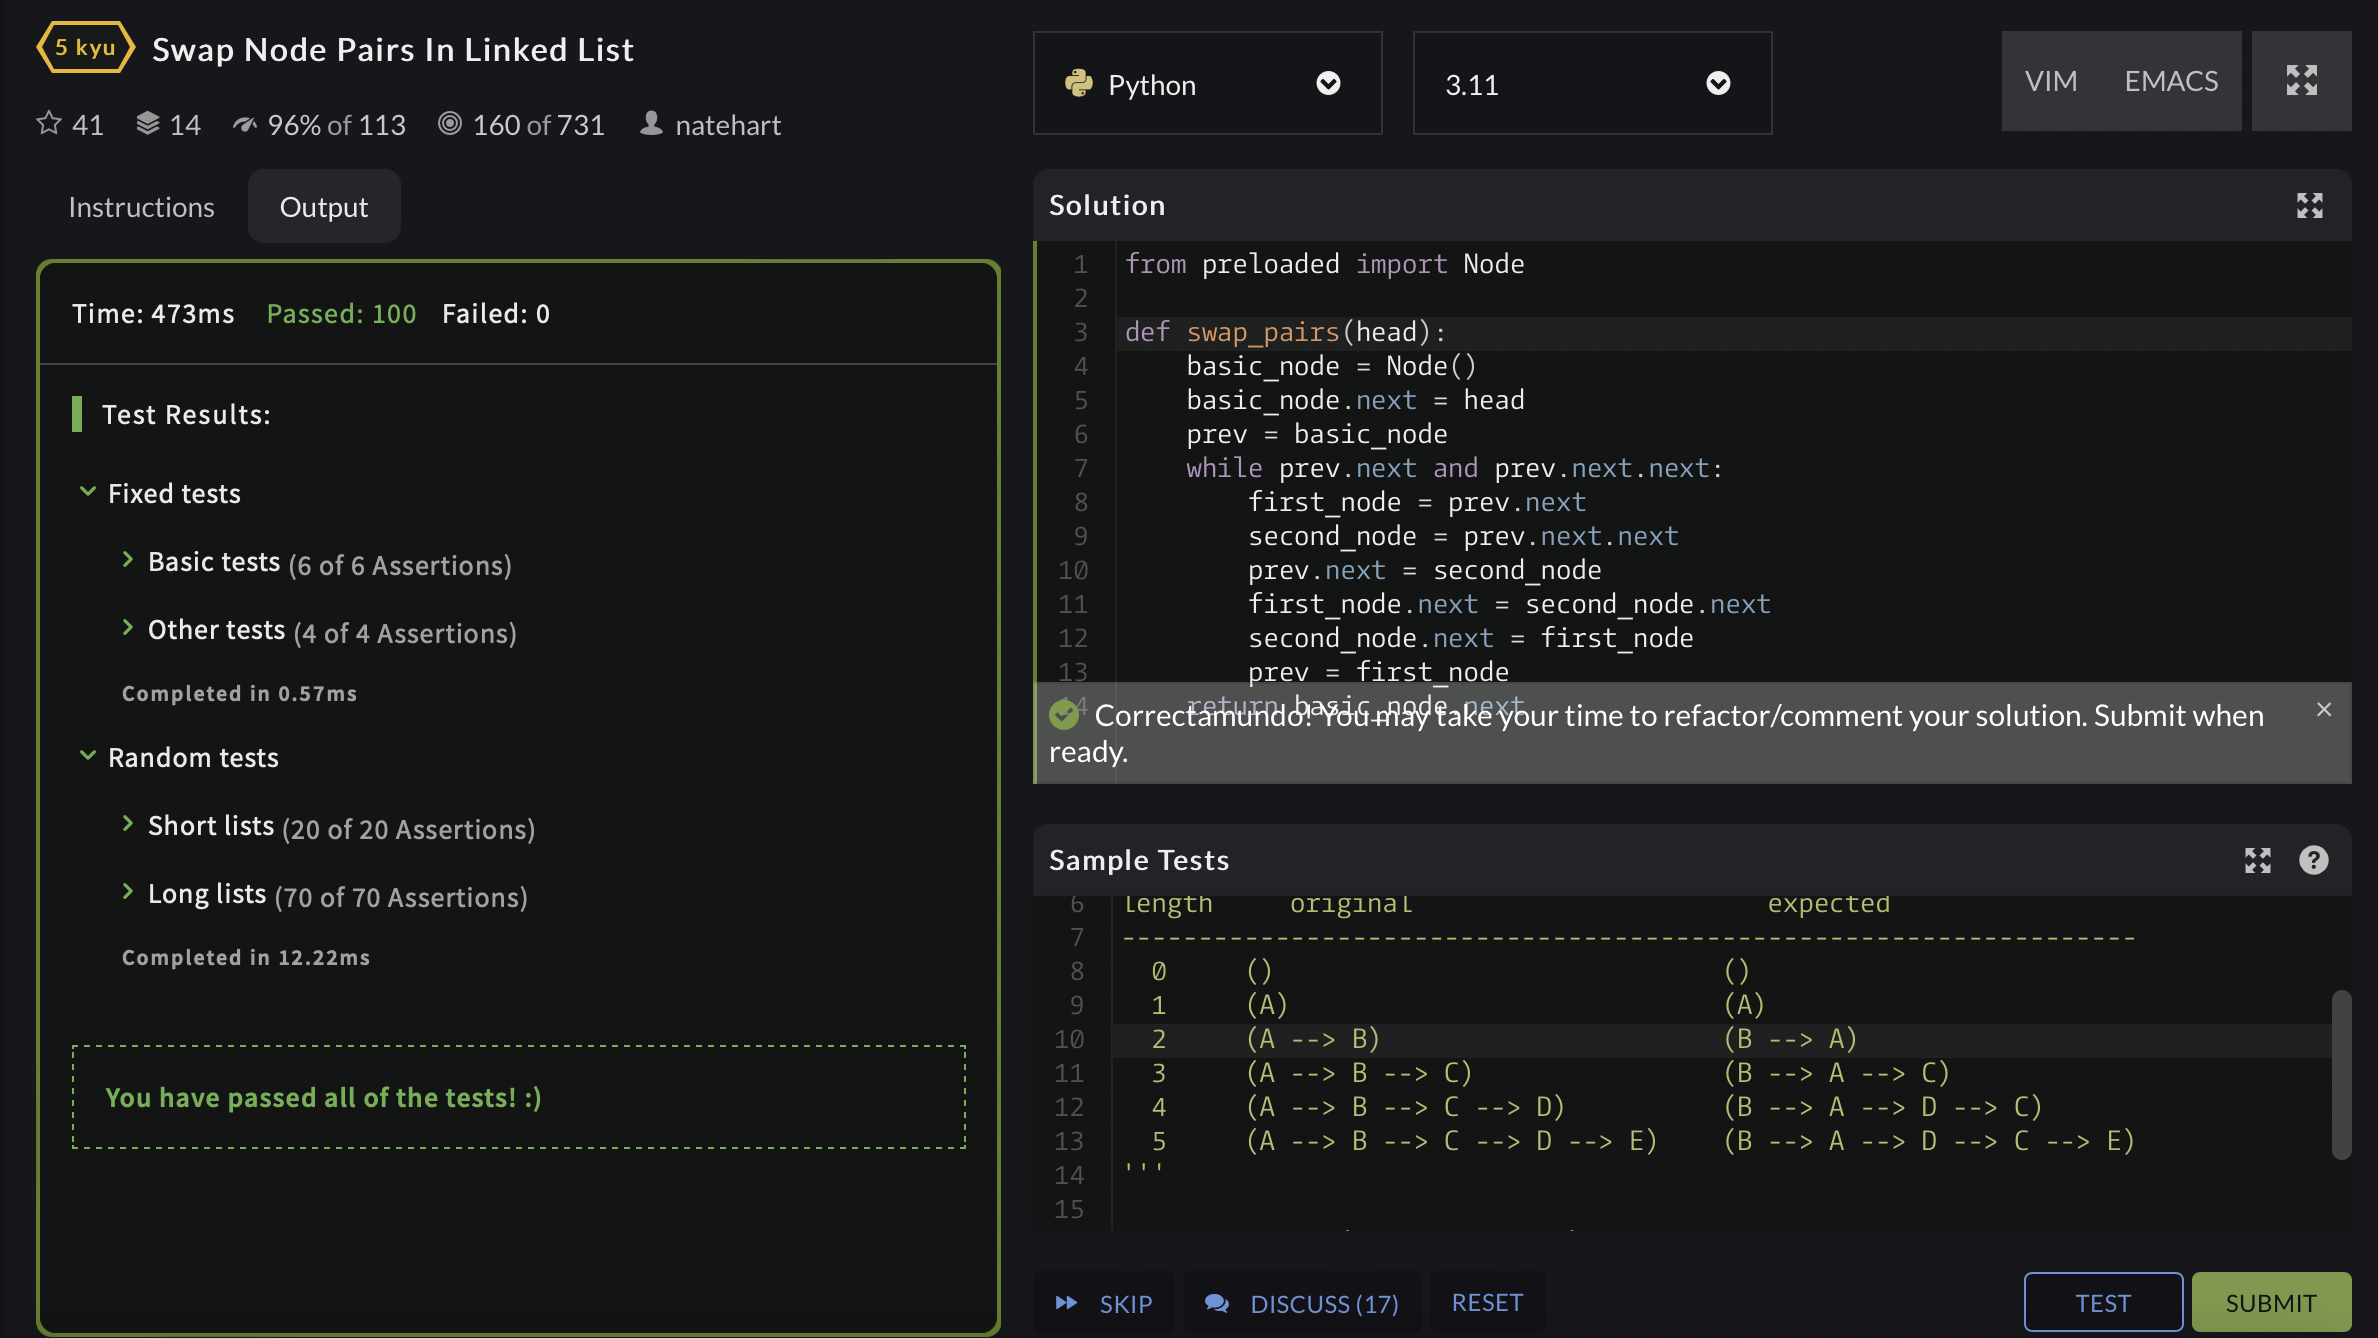 5 kyu Swap Node Pairs In Linked List
41 14 96% of 113 160 of 731 natehart
Instructions Output
Time: 473ms Passed: 100 Failed: 0
Test Results:
Fixed tests
Basic tests (6 of 6 Assertions)
Other tests (4 of 4 Assertions)
Completed in 0.57ms
Random tests
Short lists (20 of 20 Assertions)
Long lists (70 of 70 Assertions)
Completed in 12.22ms
You have passed all of the tests! :)
Python 3.11 VIM EMACS
Solution
1 from preloaded import Node
2
3 def swap_pairs(head):
4     basic_node = Node()
5     basic_node.next = head
6     prev = basic_node
7     while prev.next and prev.next.next:
8         first_node = prev.next
9         second_node = prev.next.next
10         prev.next = second_node
11         first_node.next = second_node.next
12         second_node.next = first_node
13         prev = first_node
14     return basic_node.next
Correctamundo! You may take your time to refactor/comment your solution. Submit when
ready.
Sample Tests
6 length     original     expected
7 ------------------------------------------------------------------
8   0     ()     ()
9   1     (A)     (A)
10   2     (A --> B)     (B --> A)
11   3     (A --> B --> C)     (B --> A --> C)
12   4     (A --> B --> C --> D)     (B --> A --> D --> C)
13   5     (A --> B --> C --> D --> E)     (B --> A --> D --> C --> E)
14 '''
15
SKIP DISCUSS (17) RESET TEST SUBMIT